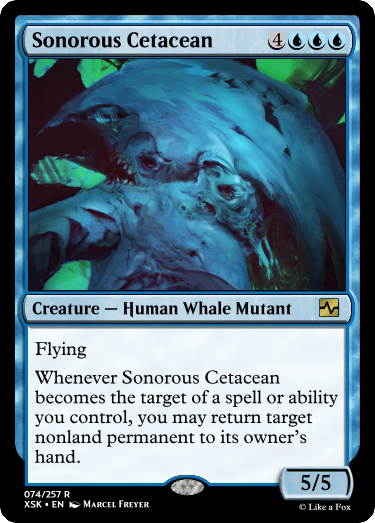 Sonorous Cetacean 4
Creature — Human Whale Mutant
Flying
Whenever Sonorous Cetacean
becomes the target of a spell or ability
you control, you may return target
nonland permanent to its owner's
hand.
5/5
074/257 R
XSK • EN Marcel Freyer
© Like a Fox